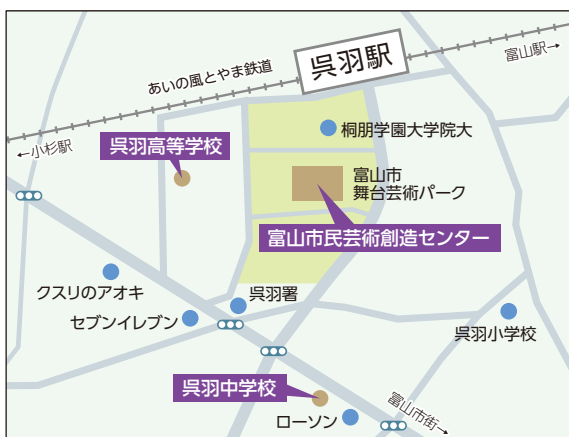 呉羽駅
富山駅→
あいの風とやま鉄道
←小杉駅
呉羽高等学校
桐朋学園大学院大
富山市
舞台芸術パーク
富山市民芸術創造センター
クスリのアオキ
呉羽署
セブンイレブン
呉羽小学校
呉羽中学校
ローソン
富山市街→